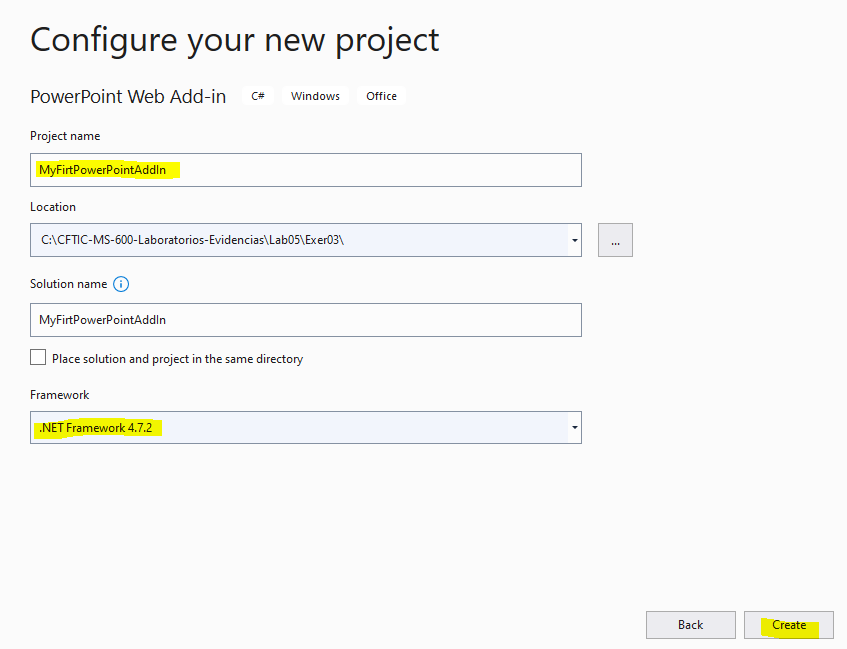 Configure your new project
PowerPoint Web Add-in C# Windows Office
Project name
MyFirtPowerPointAddIn
Location
C:\CFTIC-MS-600-Laboratorios-Evidencias\Lab05\Exer03\
...
Solution name
MyFirtPowerPointAddIn
Place solution and project in the same directory
Framework
.NET Framework 4.7.2
Back Create